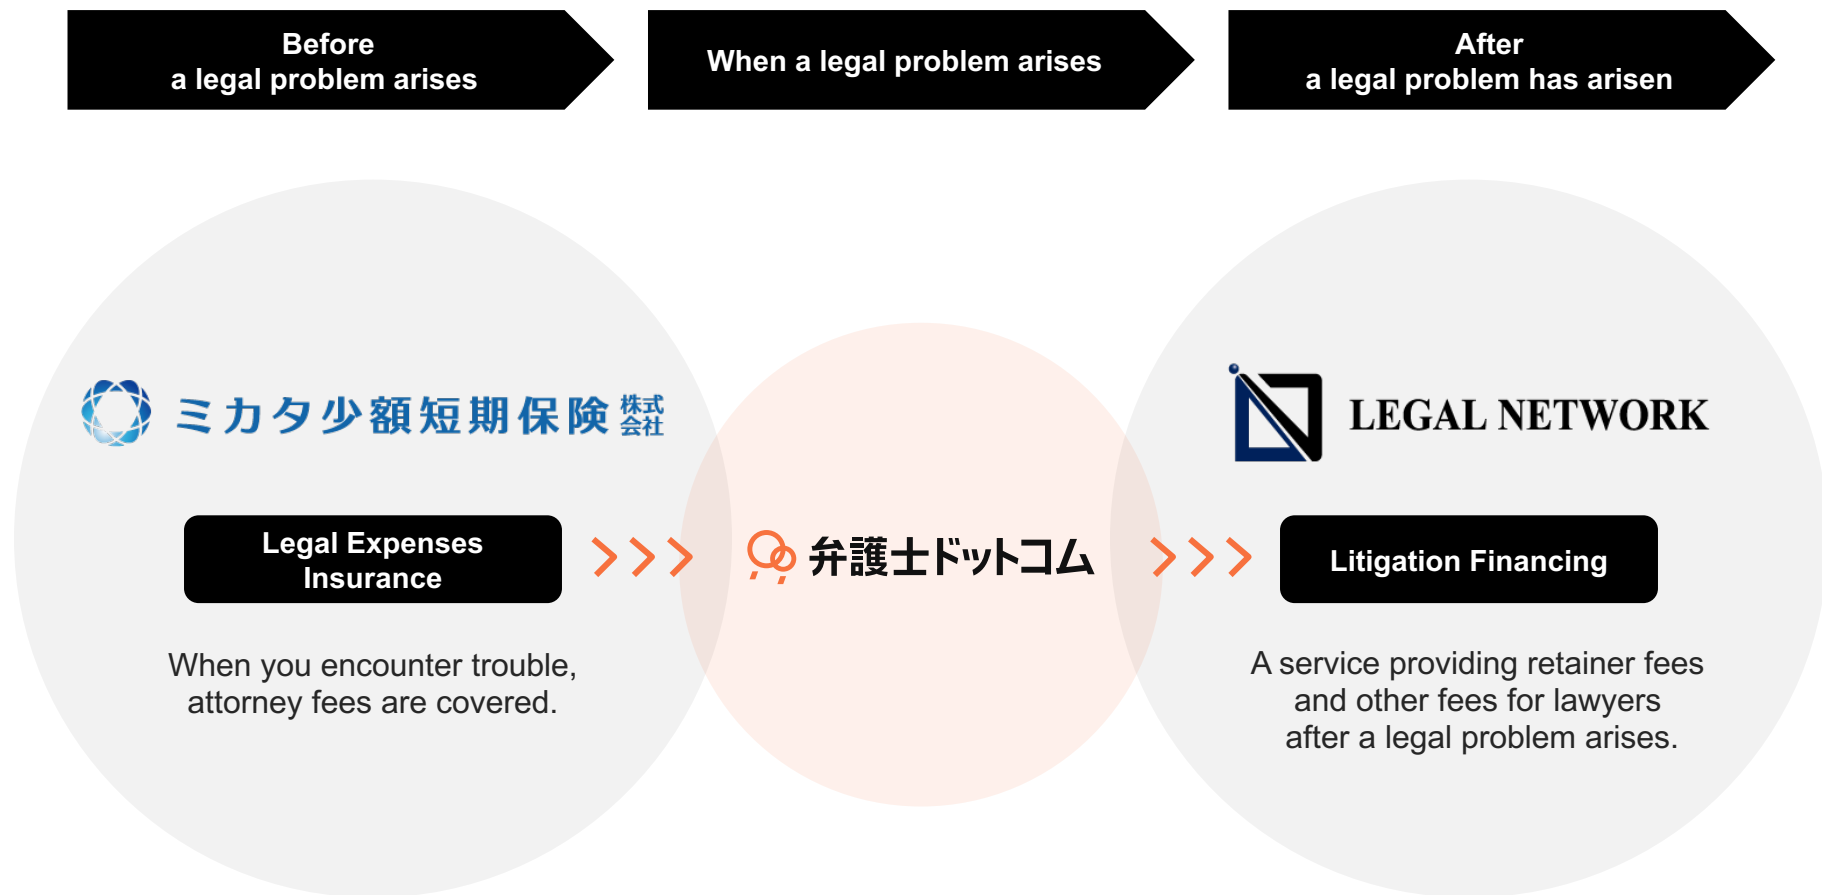 Before
a legal problem arises
When a legal problem arises
After
a legal problem has arisen
ミカタ少額短期保険 株式会社
Legal Expenses
Insurance
When you encounter trouble,
attorney fees are covered.
弁護士ドットコム
LEGAL NETWORK
Litigation Financing
A service providing retainer fees
and other fees for lawyers
after a legal problem arises.